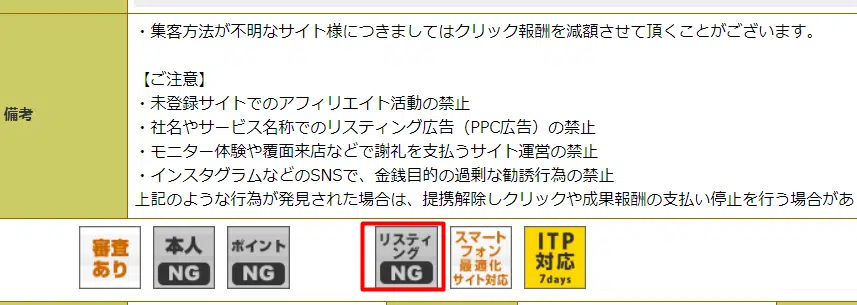 ・集客方法が不明なサイト様につきましてはクリック報酬を減額させて頂くことがございます。
【ご注意】
・未登録サイトでのアフィリエイト活動の禁止
備考
・社名やサービス名称でのリスティング広告（PPC広告）の禁止
・モニター体験や覆面来店などで謝礼を支払うサイト運営の禁止
・インスタグラムなどのSNSで、金銭目的の過剰な勧誘行為の禁止
上記のような行為が発見された場合は、提携解除しクリックや成果報酬の支払い停止を行う場合があ
審査
あり
本人
NG
ポイント
NG
リスティ
ング
NG
スマート
フォン
最適化
サイト対応
ITP
対応
7days